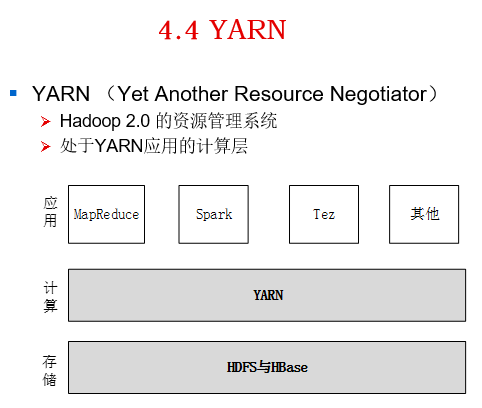 4.4 YARN
YARN （Yet Another Resource Negotiator）
Hadoop 2.0 的资源管理系统
处于YARN应用的计算层
应用
MapReduce
Spark
Tez
其他
计算
YARN
存储
HDFS与HBase